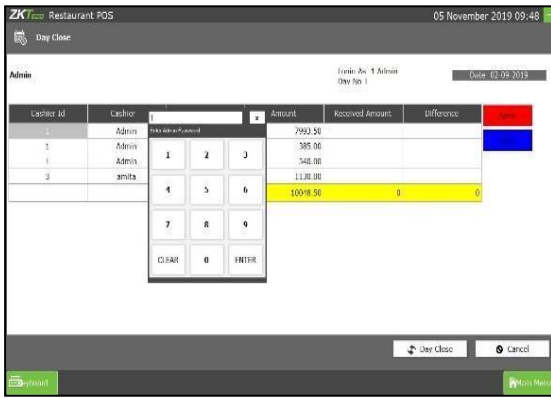 ZKTeco Restaurant POS 05 November 2019 09:48
Day Close
Admin Login As 1 Admin
Day No 1 Date 02-09-2019
Cashier Id Cashier Amount Received Amount Difference
1 Admin 7993.50
Enter Admin Password
1 Admin 385.00
1 Admin 540.00
3 amita 1130.00
10048.50 0 0
1 2 3
4 5 6
7 8 9
CLEAR 0 ENTER
Day Close Cancel
Keyboard Main Menu